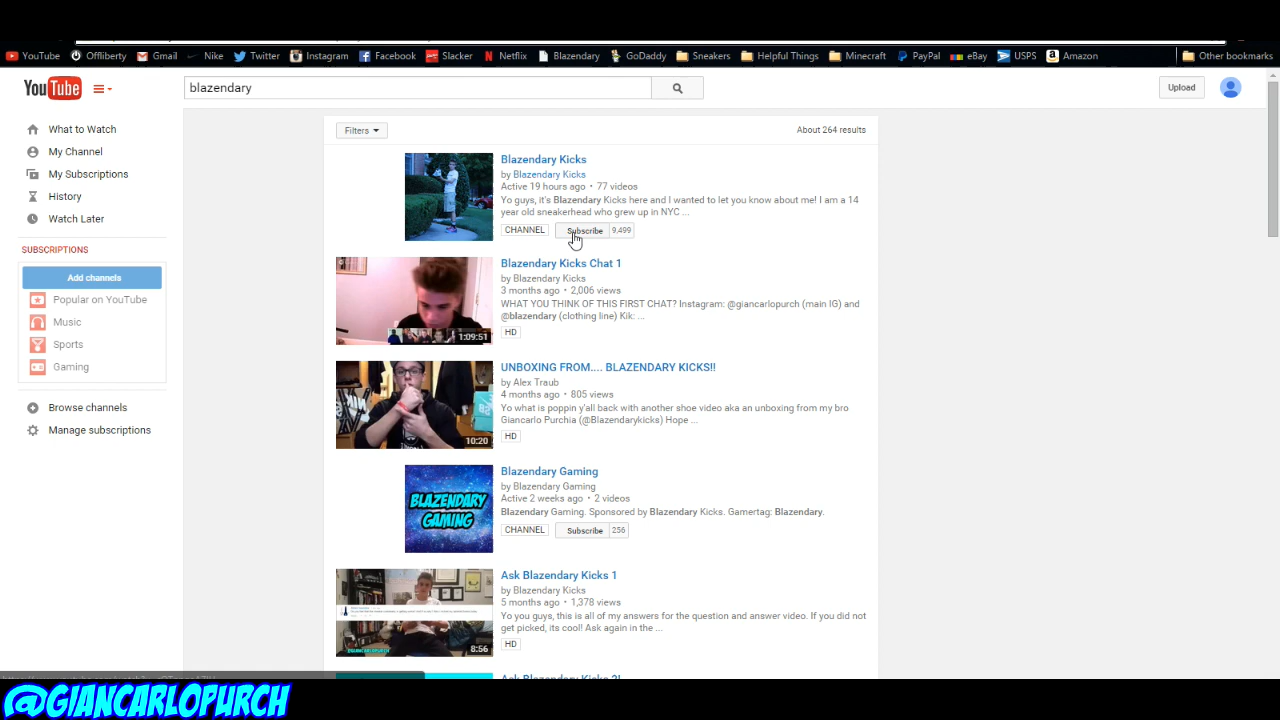 YouTube Offliberty Gmail Nike Twitter Instagram Facebook Slacker Netflix Blazendary GoDaddy Sneakers Helpful Things Minecraft PayPal eBay USPS Amazon Other bookmarks
YouTube blazendary Upload
What to Watch
My Channel
My Subscriptions
History
Watch Later
SUBSCRIPTIONS
Add channels
Popular on YouTube
Music
Sports
Gaming
Browse channels
Manage subscriptions
Filters About 264 results
Blazendary Kicks
by Blazendary Kicks
Active 19 hours ago • 77 videos
Yo guys, it's Blazendary Kicks here and I wanted to let you know about me! I am a 14
year old sneakerhead who grew up in NYC ...
CHANNEL Subscribe 9,499
Blazendary Kicks Chat 1
by Blazendary Kicks
3 months ago • 2,006 views
WHAT YOU THINK OF THIS FIRST CHAT? Instagram: @giancarlopurch (main IG) and
@blazendary (clothing line) Kik: ...
HD
1:09:51
UNBOXING FROM.... BLAZENDARY KICKS!!
by Alex Traub
4 months ago • 805 views
Yo what is poppin y'all back with another shoe video aka an unboxing from my bro
Giancarlo Purchia (@Blazendarykicks) Hope ...
HD
10:20
BLAZENDARY
GAMING
Blazendary Gaming
by Blazendary Gaming
Active 2 weeks ago • 2 videos
Blazendary Gaming. Sponsored by Blazendary Kicks. Gamertag: Blazendary.
CHANNEL Subscribe 256
Ask Blazendary Kicks 1
by Blazendary Kicks
5 months ago • 1,378 views
Yo you guys, this is all of my answers for the question and answer video. If you did not
get picked, its cool! Ask again in the ...
HD
8:56
@GIANCARLOPURCH